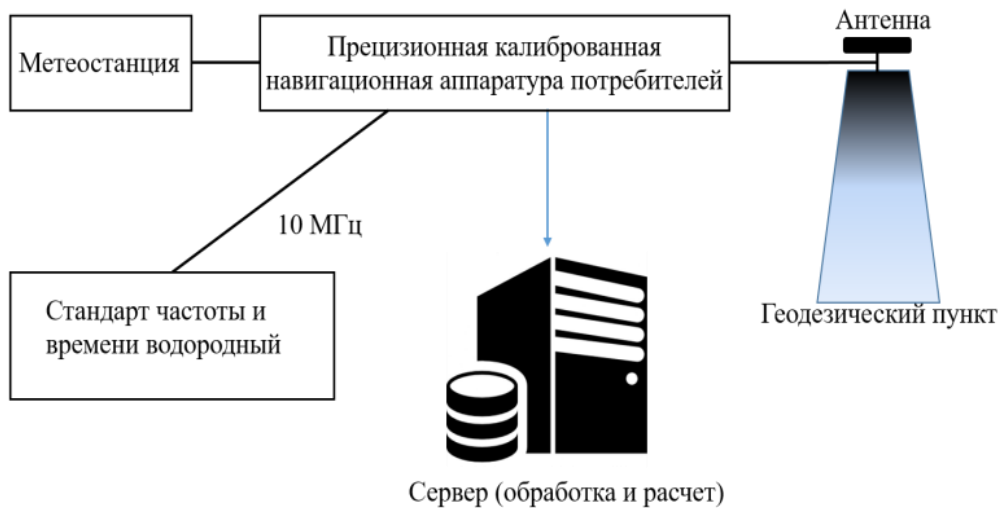 Антенна
Метеостанция
Прецизионная калиброванная
навигационная аппаратура потребителей
10 МГц
Стандарт частоты и
времени водородный
Геодезический пункт
Сервер (обработка и расчет)